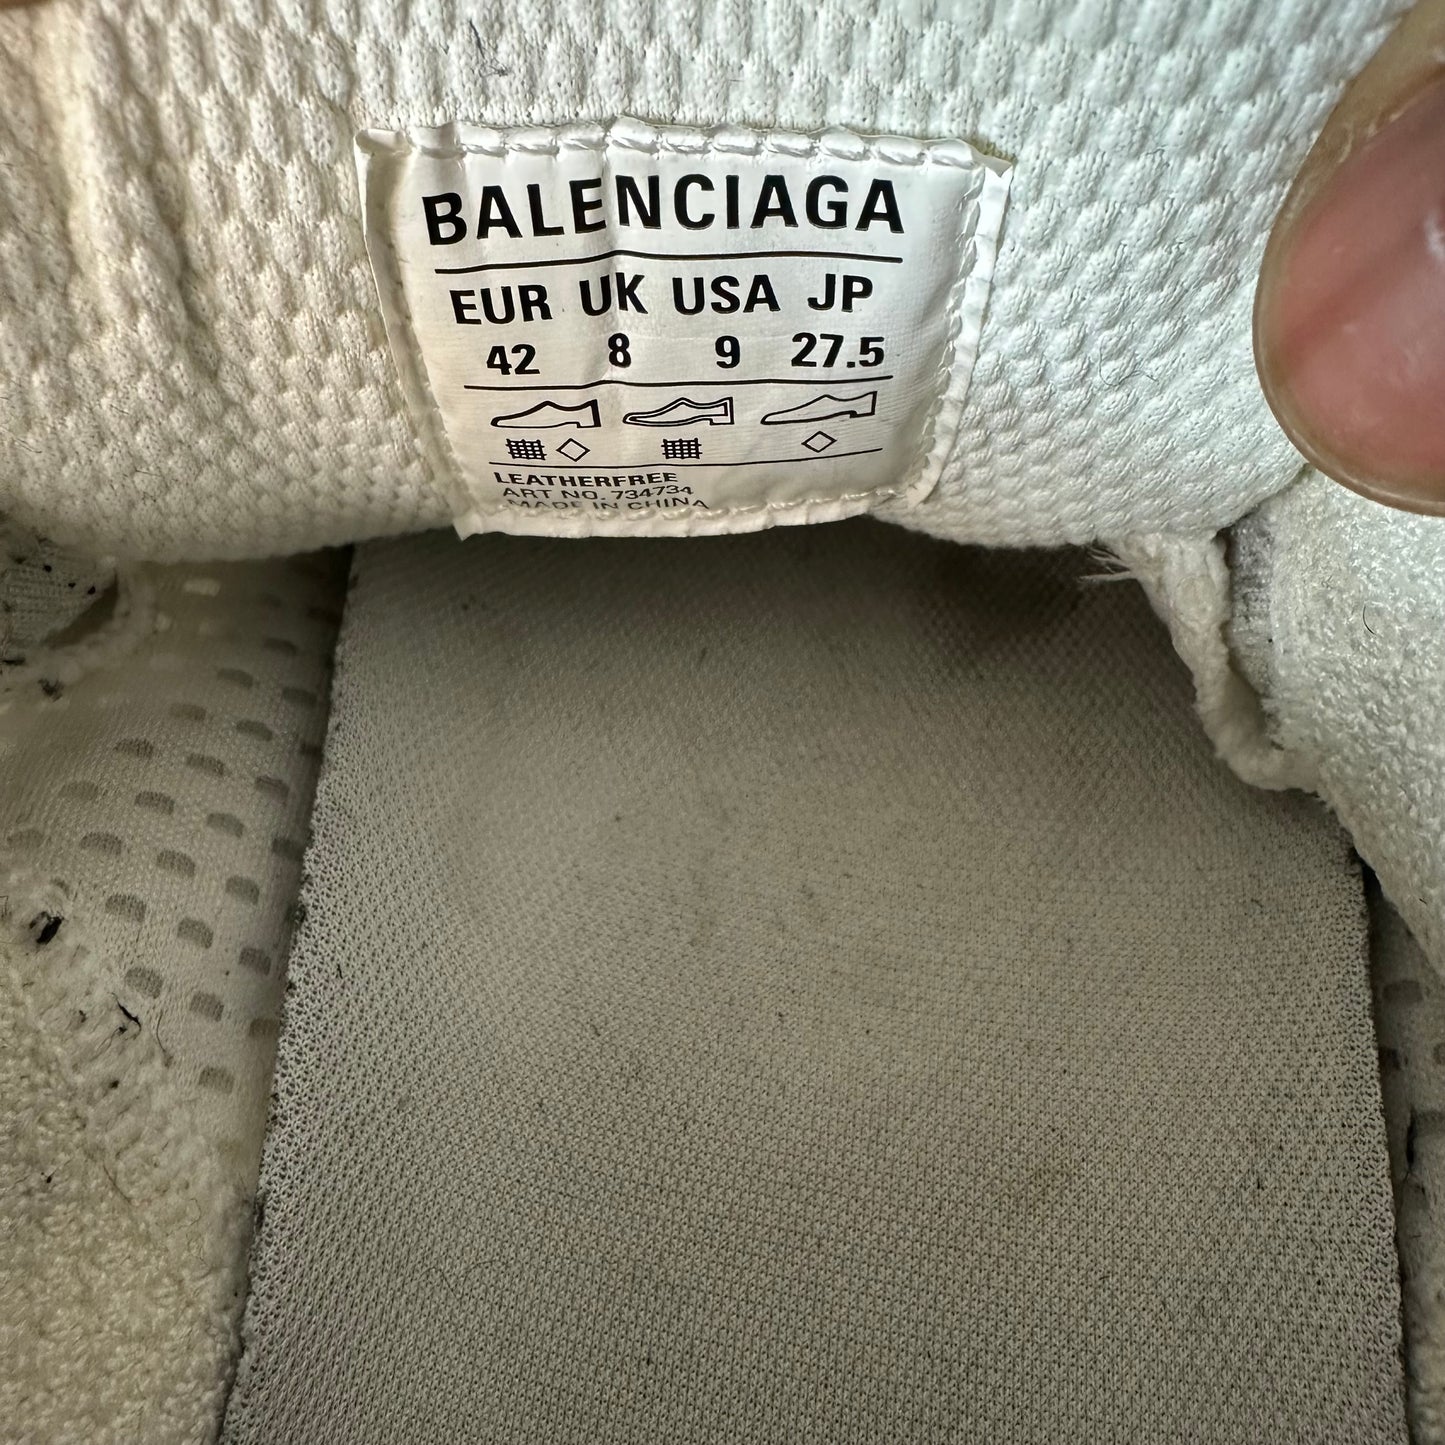 BALENCIAGA
EUR UK USA JP
42 8 9 27.5
LEATHERFREE
ART NO. 734734
MADE IN CHINA